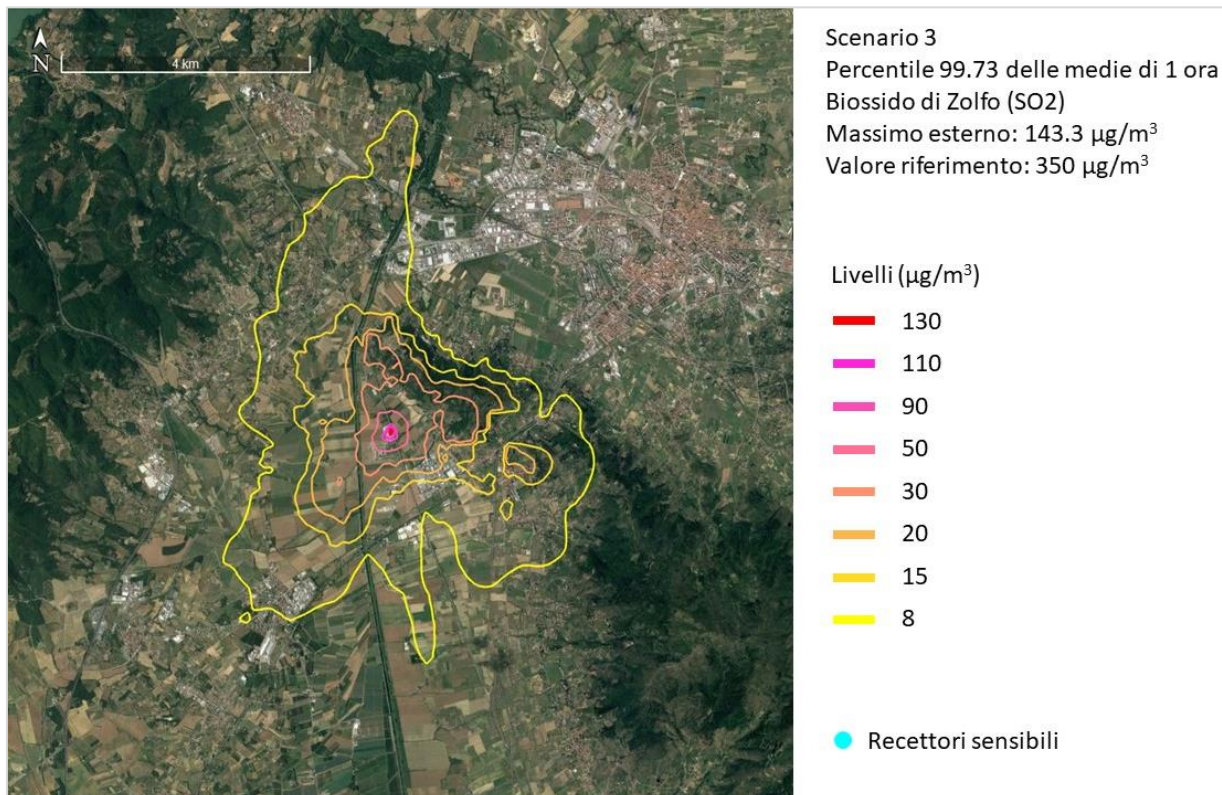 N
4 km
Scenario 3
Percentile 99.73 delle medie di 1 ora
Biossido di Zolfo (SO2)
Massimo esterno: 143.3 µg/m³
Valore riferimento: 350 µg/m³
Livelli (µg/m³)
130
110
90
50
30
20
15
8
Recettori sensibili